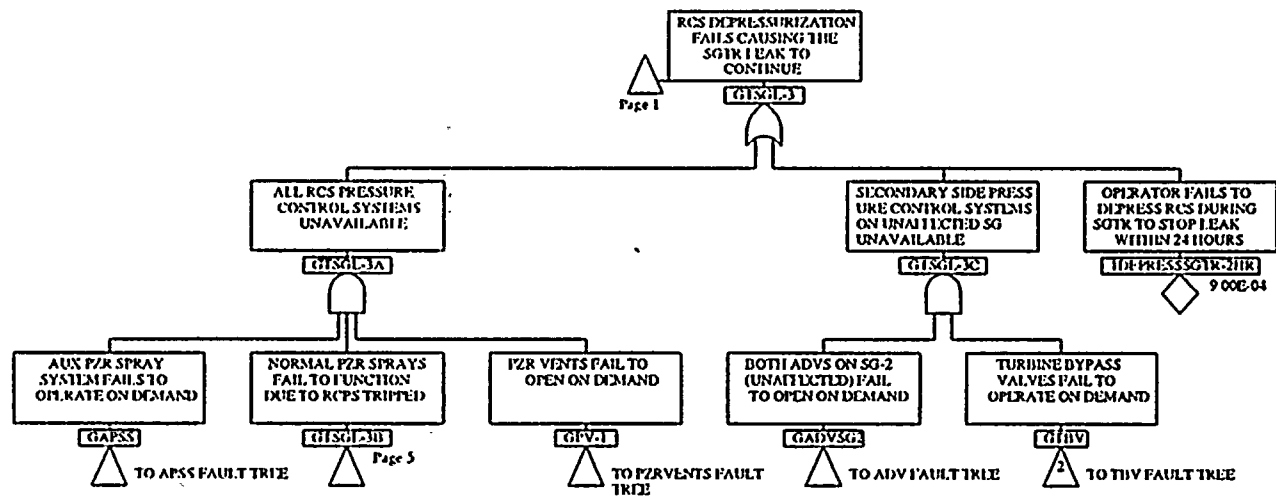 RCS DEPRESSURIZATION
FAILS CAUSING THE
SGTR LEAK TO
CONTINUE
Page 1
GTSGL-3
ALL RCS PRESSURE
CONTROL SYSTEMS
UNAVAILABLE
GTSGL-3A
SECONDARY SIDE PRESS
URE CONTROL SYSTEMS
ON UNAFFECTED SG
UNAVAILABLE
GTSGL-3C
OPERATOR FAILS TO
DEPRESS RCS DURING
SGTR TO STOP LEAK
WITHIN 24 HOURS
1DEPRESSSGTR-2HR
9.00E-04
AUX PZR SPRAY
SYSTEM FAILS TO
OPERATE ON DEMAND
GAPSS
TO APSS FAULT TREE
NORMAL PZR SPRAYS
FAIL TO FUNCTION
DUE TO RCPS TRIPPED
GTSGL-3B
Page 5
PZR VENTS FAIL TO
OPEN ON DEMAND
GPV-1
TO PZRVENTS FAULT
TREE
BOTH ADVS ON SG-2
(UNAFFECTED) FAIL
TO OPEN ON DEMAND
GADVSG2
TO ADV FAULT TREE
TURBINE BYPASS
VALVES FAIL TO
OPERATE ON DEMAND
GTBV
2
TO TBV FAULT TREE